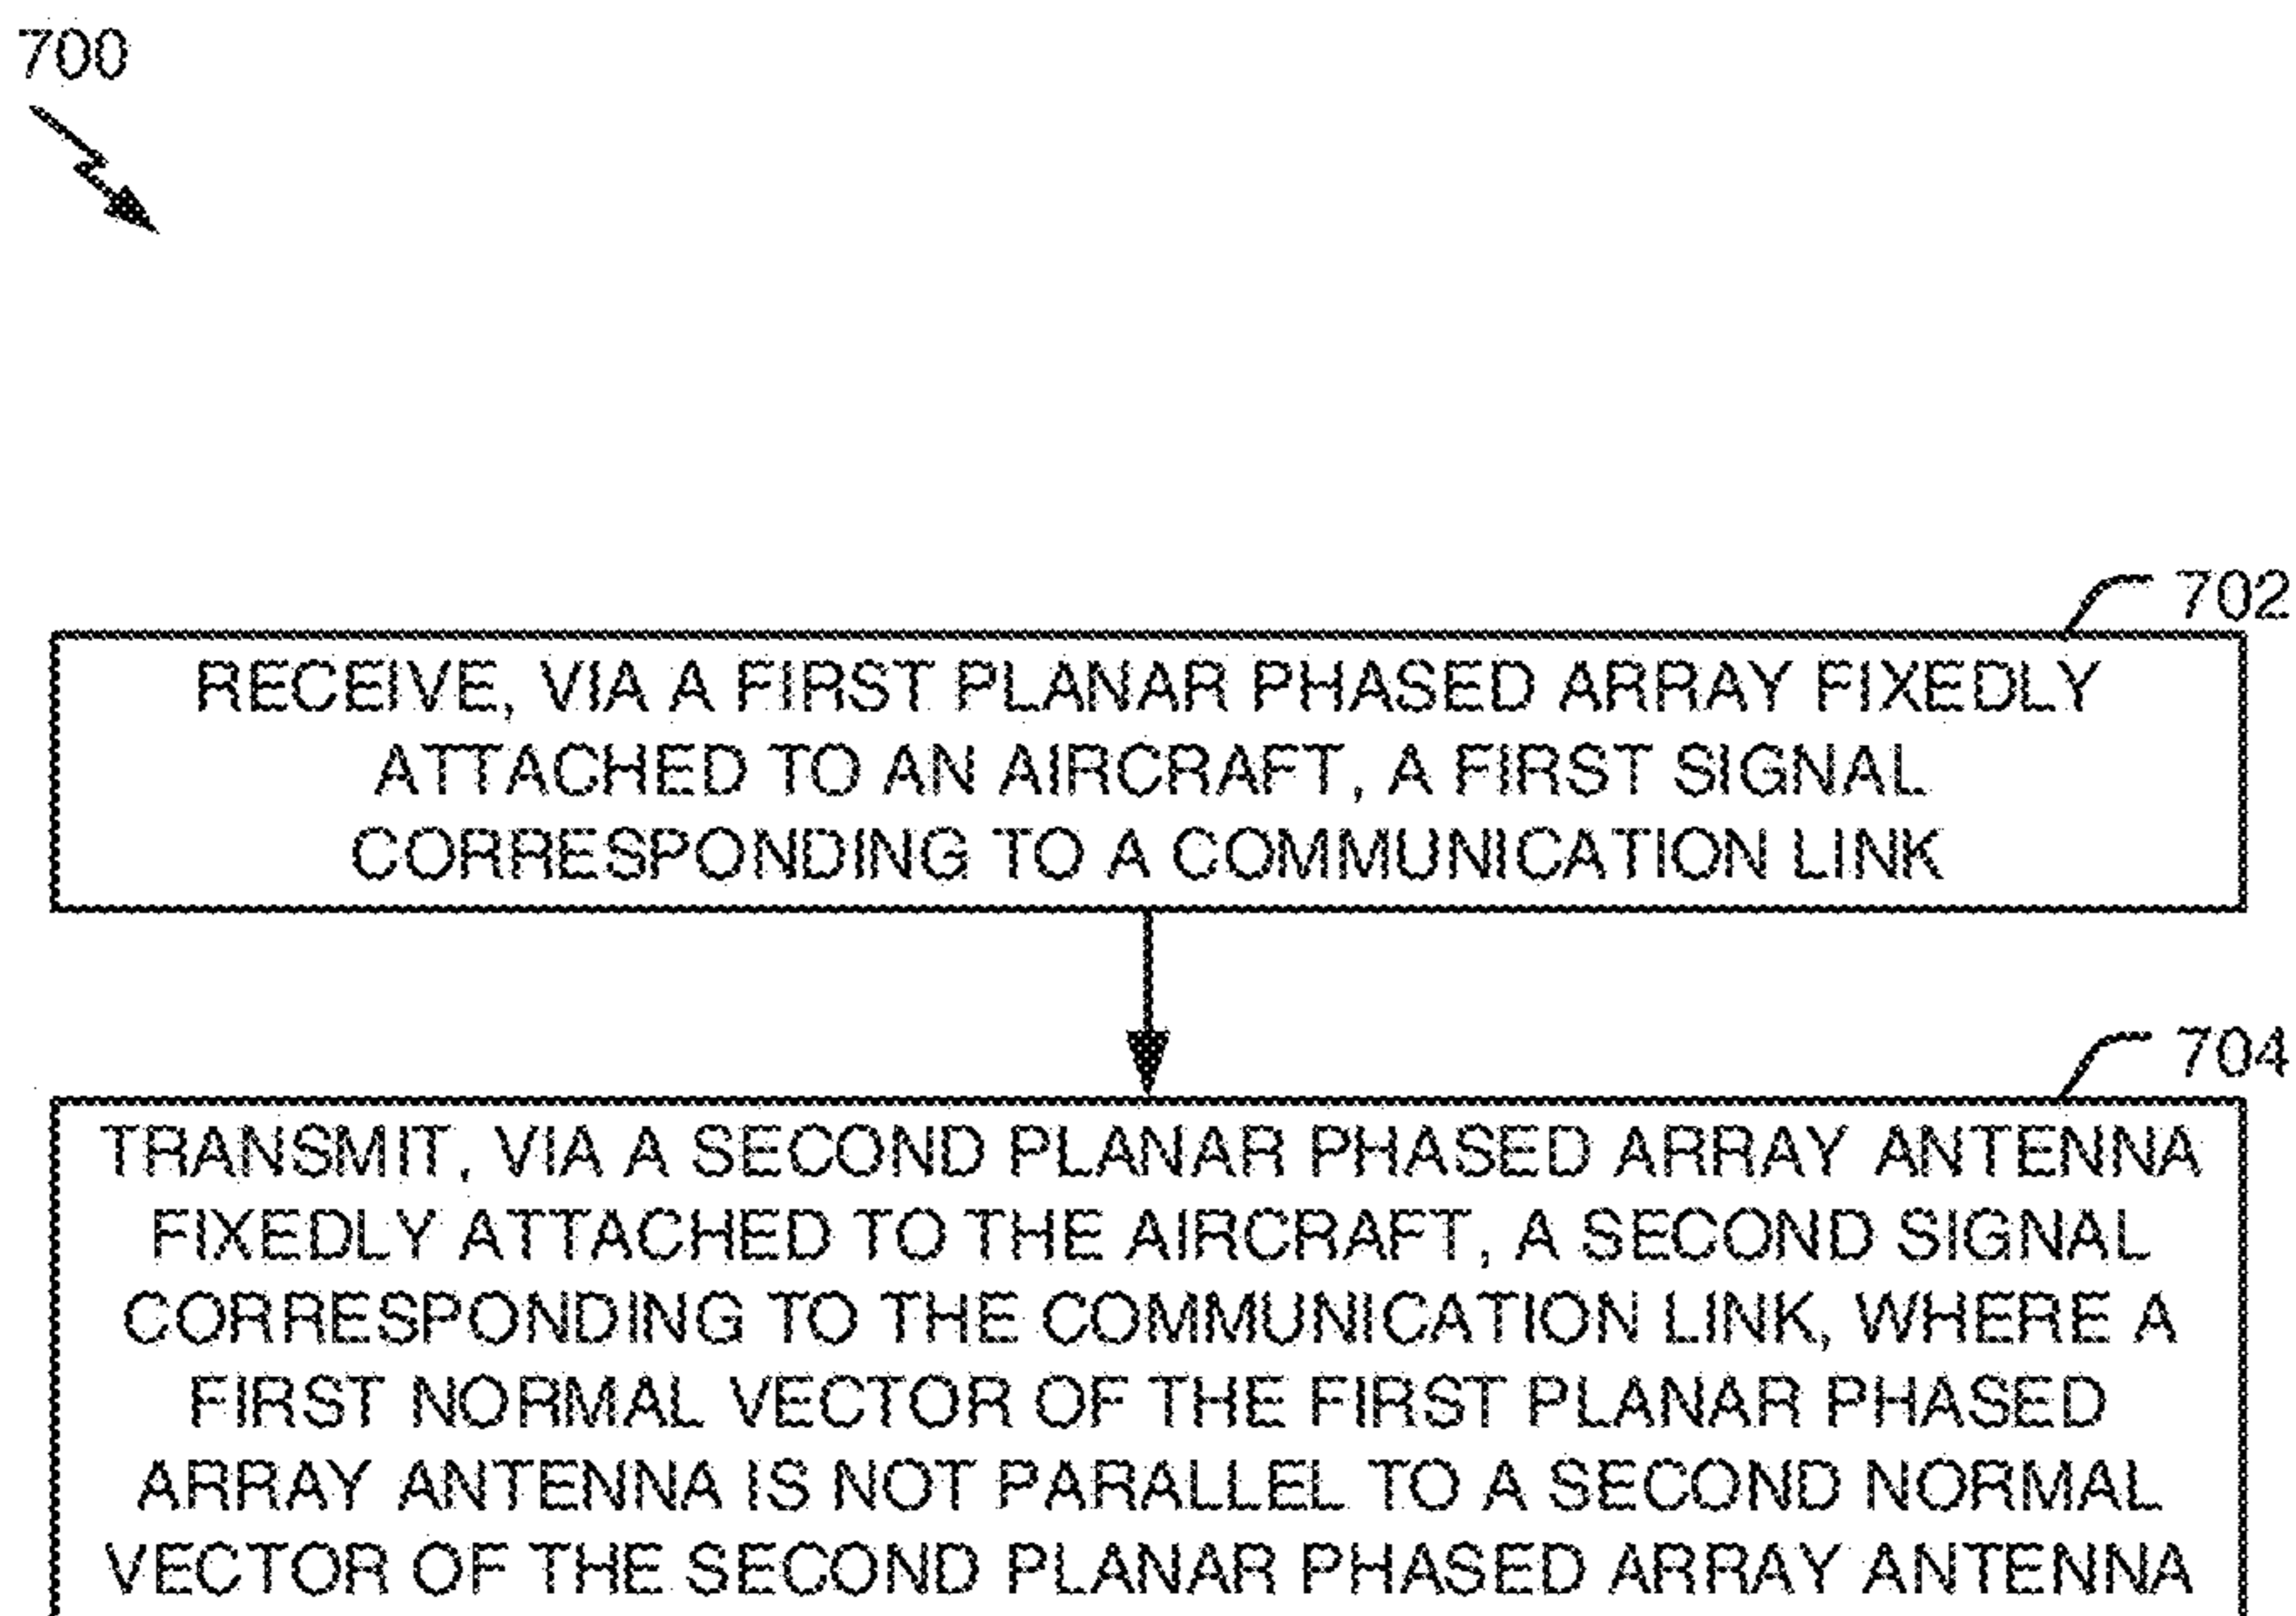 700
702
RECEIVE, VIA A FIRST PLANAR PHASED ARRAY FIXEDLY
ATTACHED TO AN AIRCRAFT, A FIRST SIGNAL
CORRESPONDING TO A COMMUNICATION LINK
704
TRANSMIT, VIA A SECOND PLANAR PHASED ARRAY ANTENNA
FIXEDLY ATTACHED TO THE AIRCRAFT, A SECOND SIGNAL
CORRESPONDING TO THE COMMUNICATION LINK, WHERE A
FIRST NORMAL VECTOR OF THE FIRST PLANAR PHASED
ARRAY ANTENNA IS NOT PARALLEL TO A SECOND NORMAL
VECTOR OF THE SECOND PLANAR PHASED ARRAY ANTENNA